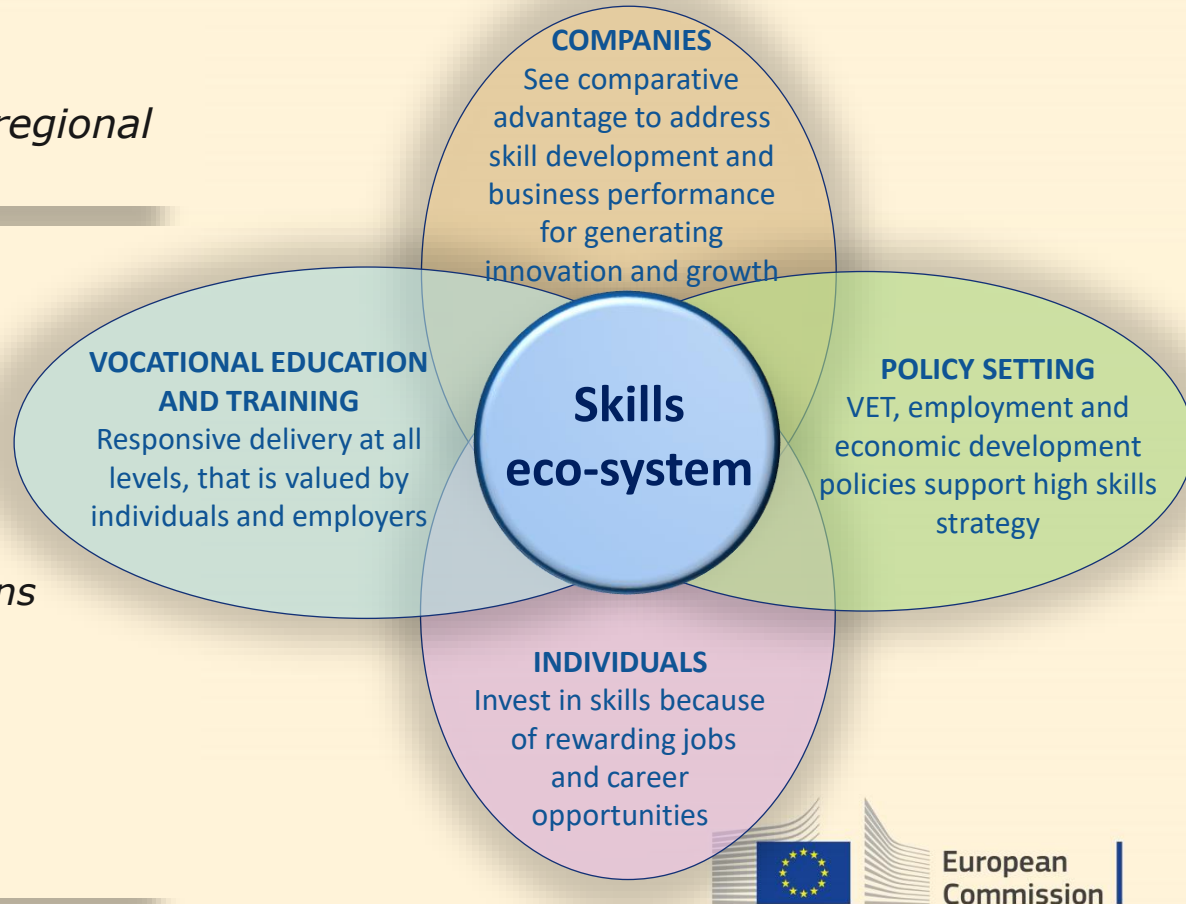 regional
ns
COMPANIES
See comparative
advantage to address
skill development and
business performance
for generating
innovation and growth
VOCATIONAL EDUCATION
AND TRAINING
Responsive delivery at all
levels, that is valued by
individuals and employers
Skills
eco-system
POLICY SETTING
VET, employment and
economic development
policies support high skills
strategy
INDIVIDUALS
Invest in skills because
of rewarding jobs
and career
opportunities
European
Commission